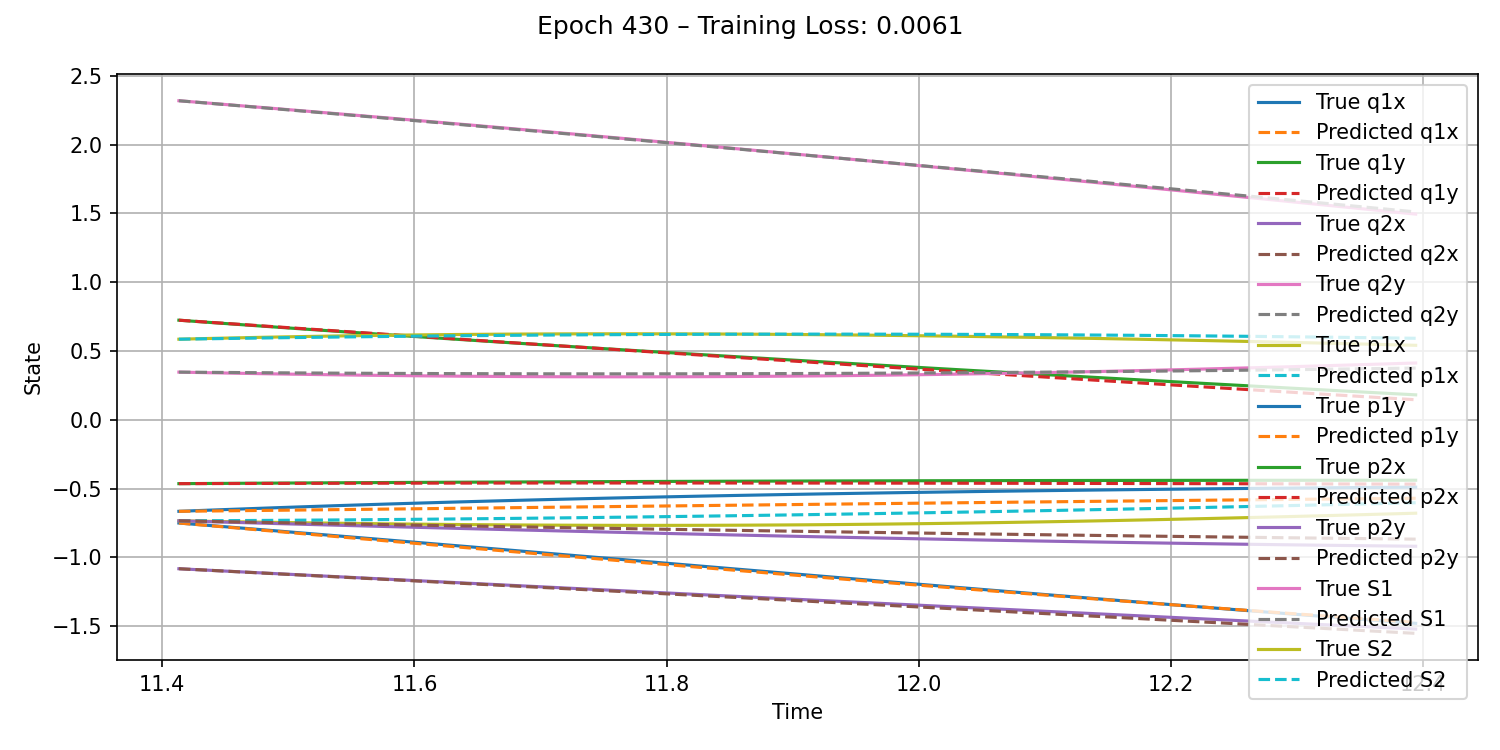 Epoch 430 – Training Loss: 0.0061
State
2.5
2.0
1.5
1.0
0.5
0.0
−0.5
−1.0
−1.5
True q1x
Predicted q1x
True q1y
Predicted q1y
True q2x
Predicted q2x
True q2y
Predicted q2y
True p1x
Predicted p1x
True p1y
Predicted p1y
True p2x
Predicted p2x
True p2y
Predicted p2y
True S1
Predicted S1
True S2
Predicted S2
11.4 11.6 11.8 12.0 12.2 12.4
Time